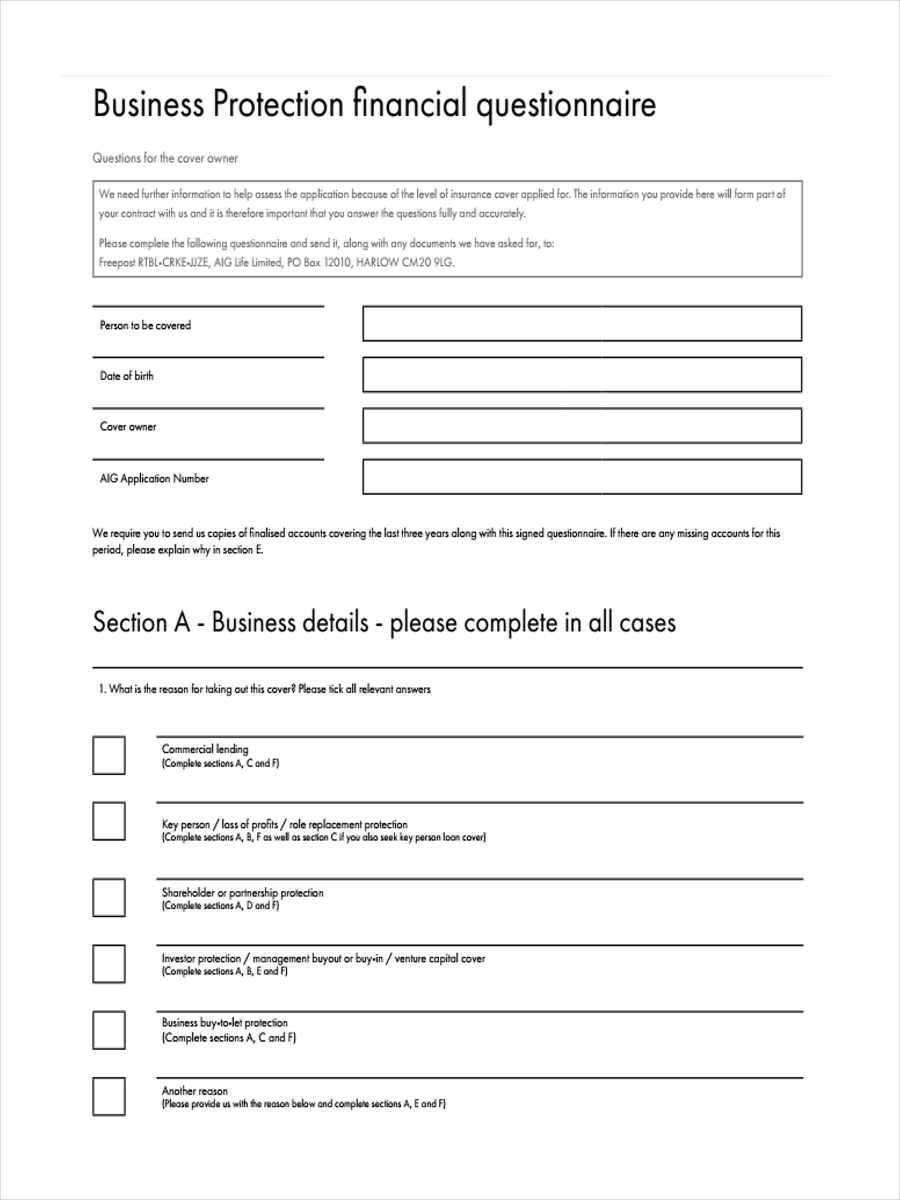 Business Protection financial questionnaire
Questions for the cover owner
We need further information to help assess the application because of the level of insurance cover applied for. The information you provide here will form part of
your contract with us and it is therefore important that you answer the questions fully and accurately.
Please complete the following questionnaire and send it, along with any documents we have asked for, to:
Freepost RTBL-CRKE-JJZE, AIG Life Limited, PO Box 12010, HARLOW CM20 9LG.
Person to be covered
Date of birth
Cover owner
AIG Application Number
We require you to send us copies of finalised accounts covering the last three years along with this signed questionnaire. If there are any missing accounts for this
period, please explain why in section E.
Section A - Business details - please complete in all cases
1. What is the reason for taking out this cover? Please tick all relevant answers
Commercial lending
(Complete sections A, C and F)
Key person / loss of profits / role replacement protection
(Complete sections A, B, F as well as section C if you also seek key person loan cover)
Shareholder or partnership protection
(Complete sections A, D and F)
Investor protection / management buyout or buy-in / venture capital cover
(Complete sections A, B, E and F)
Business buy-to-let protection
(Complete sections A, C and F)
Another reason
(Please provide us with the reason below and complete sections A, E and F)